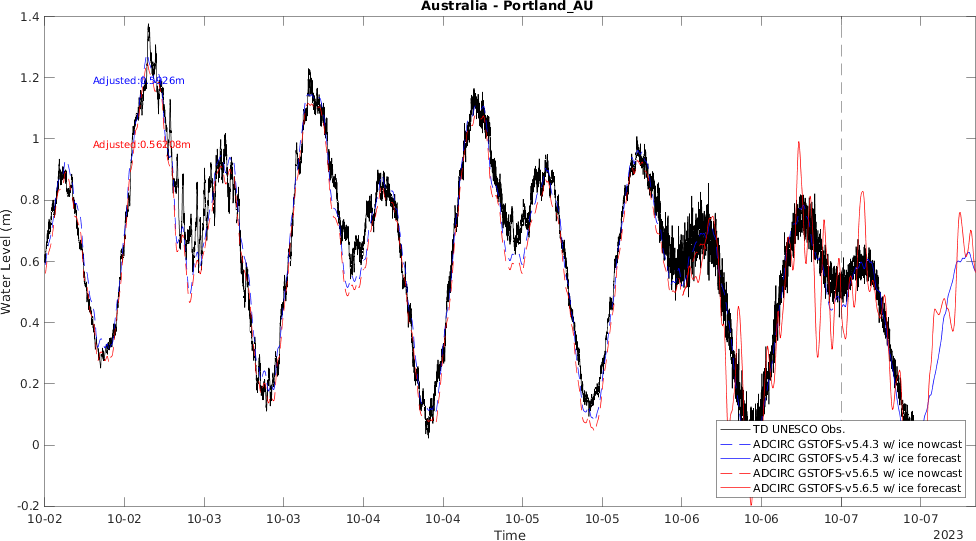 Australia - Portland_AU
1.4
1.2
1
0.8
0.6
0.4
0.2
0
-0.2
Water Level (m)
Adjusted:0.5526m
Adjusted:0.56208m
TD UNESCO Obs.
ADCIRC GSTOFS-v5.4.3 w/ ice nowcast
ADCIRC GSTOFS-v5.4.3 w/ ice forecast
ADCIRC GSTOFS-v5.6.5 w/ ice nowcast
ADCIRC GSTOFS-v5.6.5 w/ ice forecast
10-02 10-02 10-03 10-03 10-04 10-04 10-05 10-05 10-06 10-06 10-07 10-07
Time
2023